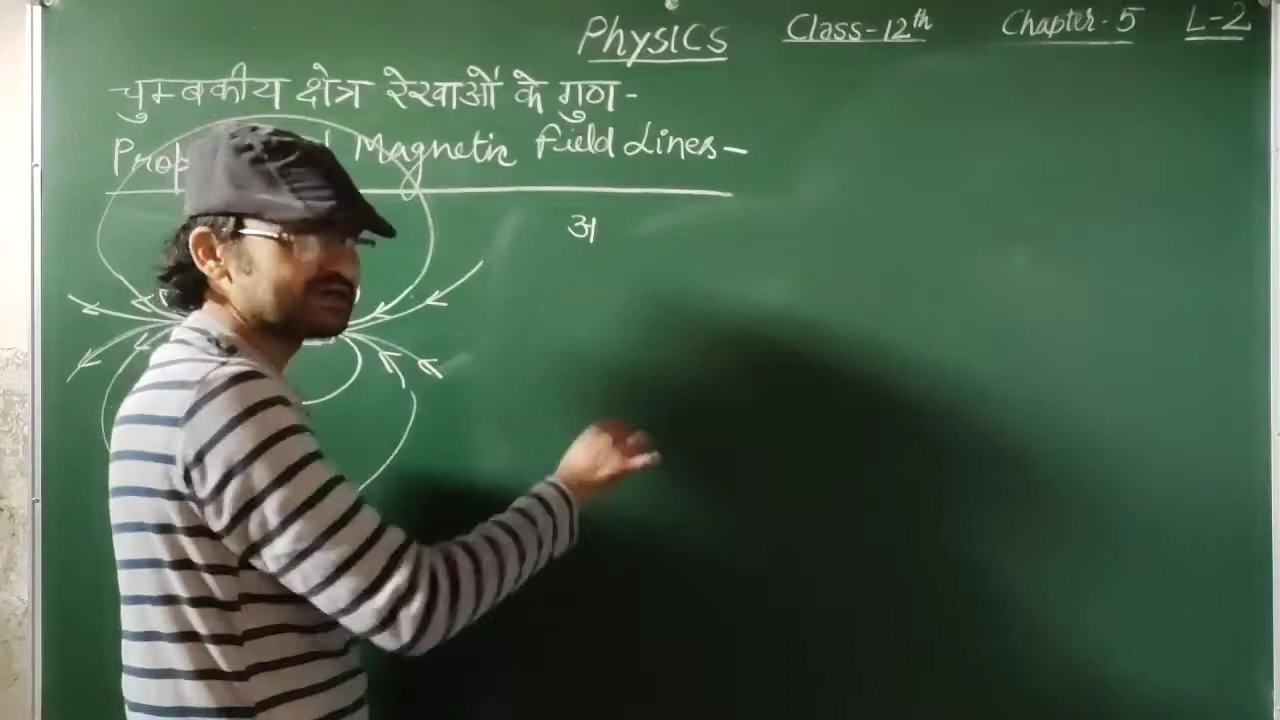 Physics Class-12th Chapter-5 L-2
चुम्बकीय क्षेत्र रेखाओं के गुण-
Magnetic Field Lines-
अ